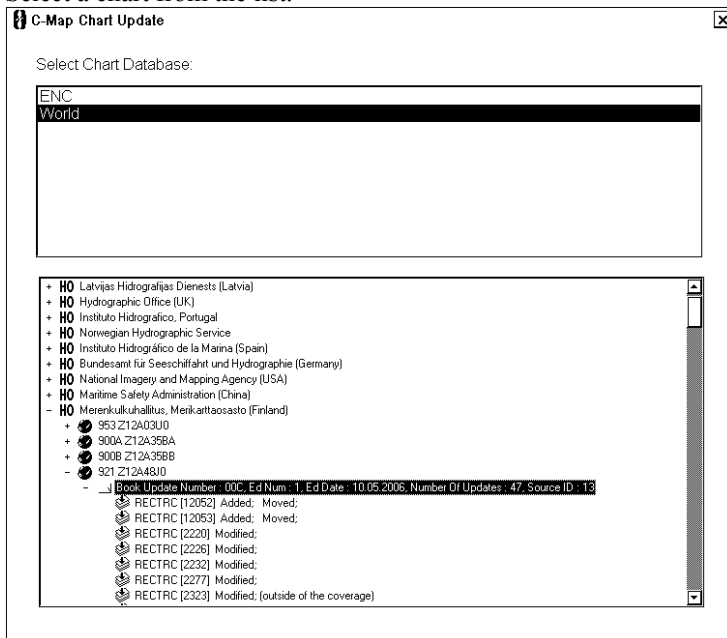 Select a chart from the list.
C-Map Chart Update
Select Chart Database:
ENC
World
+ HO Latvijas Hidrografijas Dienests (Latvia)
+ HO Hydrographic Office (UK)
+ HO Instituto Hidrografico, Portugal
+ HO Norwegian Hydrographic Service
+ HO Instituto Hidrográfico de la Marina (Spain)
+ HO Bundesamt für Seeschiffahrt und Hydrographie (Germany)
+ HO National Imagery and Mapping Agency (USA)
+ HO Maritime Safety Administration (China)
- HO Merenkulkuhallitus, Merikarttaosasto (Finland)
+ 953 Z12A03U0
+ 900A Z12A35BA
+ 900B Z12A35BB
- 921 Z12A48J0
- Book Update Number : 00C, Ed Num : 1, Ed Date : 10.05.2006, Number Of Updates : 47, Source ID : 13
RECTRC [12052] Added; Moved;
RECTRC [12053] Added; Moved;
RECTRC [2220] Modified;
RECTRC [2226] Modified;
RECTRC [2232] Modified;
RECTRC [2277] Modified;
RECTRC [2323] Modified; (outside of the coverage)